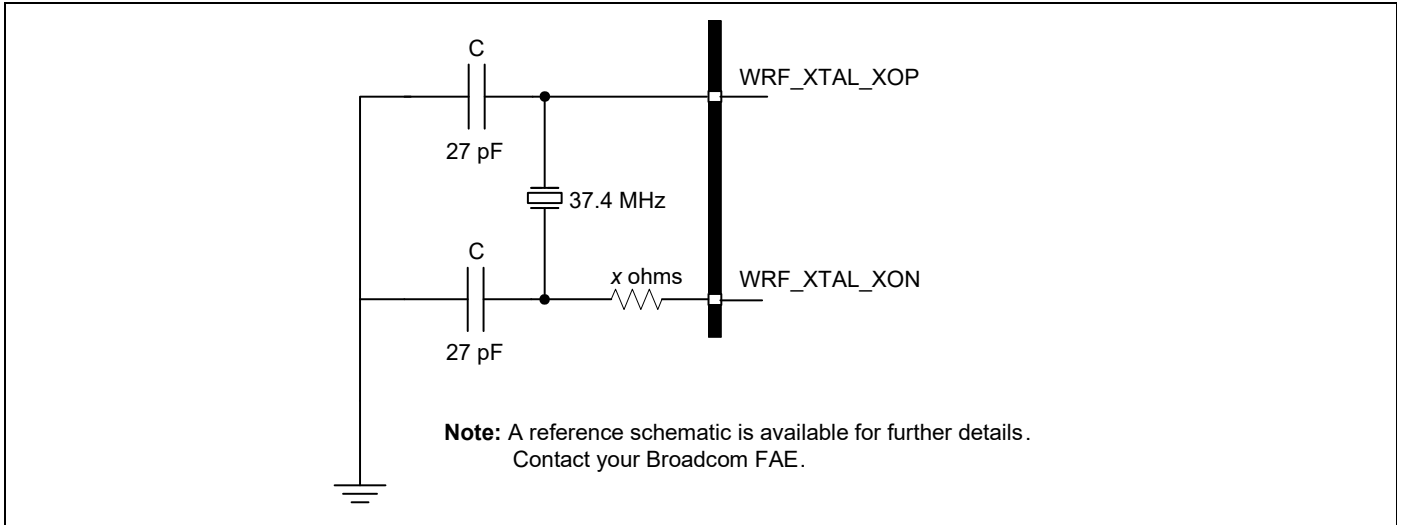 C
WRF_XTAL_XOP
27 pF
37.4 MHz
C
x ohms
WRF_XTAL_XON
27 pF
Note: A reference schematic is available for further details.
Contact your Broadcom FAE.